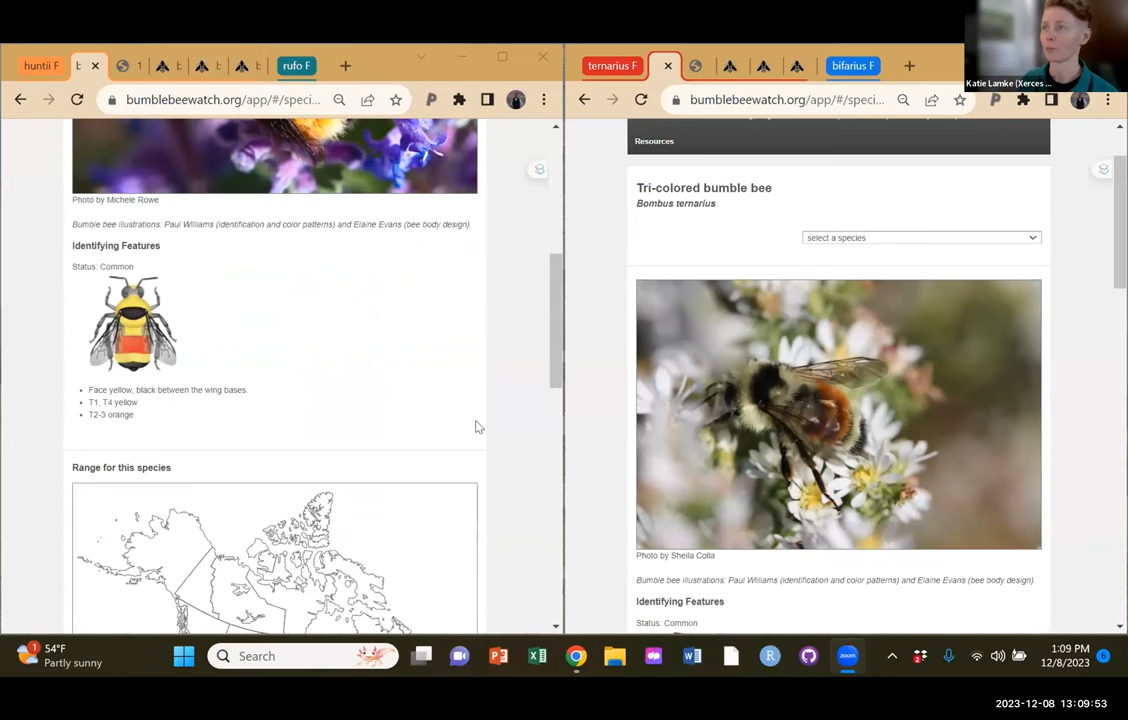 Katie Lamke (Xerces ...
huntii F
b
1
b
b
b
rufo F
bumblebeewatch.org/app/#/speci...
P
Photo by Michele Rowe
Bumble bee illustrations: Paul Williams (identification and color patterns) and Elaine Evans (bee body design).
Identifying Features
Status: Common
Face yellow, black between the wing bases.
T1, T4 yellow
T2-3 orange
Range for this species
ternarius F
bifarius F
bumblebeewatch.org/app/#/speci...
P
Resources
Tri-colored bumble bee
Bombus ternarius
select a species
Photo by Sheila Colla
Bumble bee illustrations: Paul Williams (identification and color patterns) and Elaine Evans (bee body design).
Identifying Features
Status: Common
1
54°F
Partly sunny
Search
P
X
W
R
zoom
2
1:09 PM
12/8/2023
6
2023-12-08 13:09:53